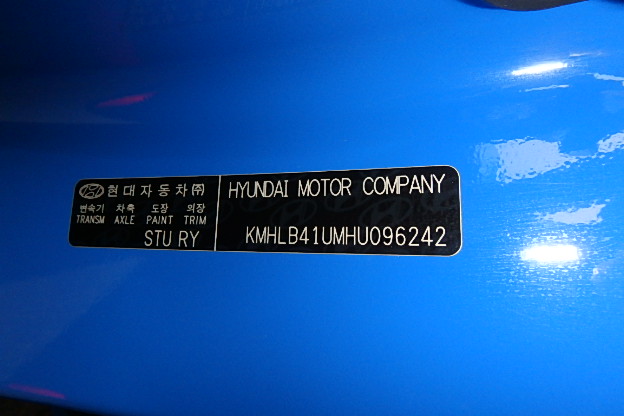 현대자동차㈜
변속기 차축 도장 외장
TRANSM AXLE PAINT TRIM
STU RY
HYUNDAI MOTOR COMPANY
KMHLB41UMHU096242